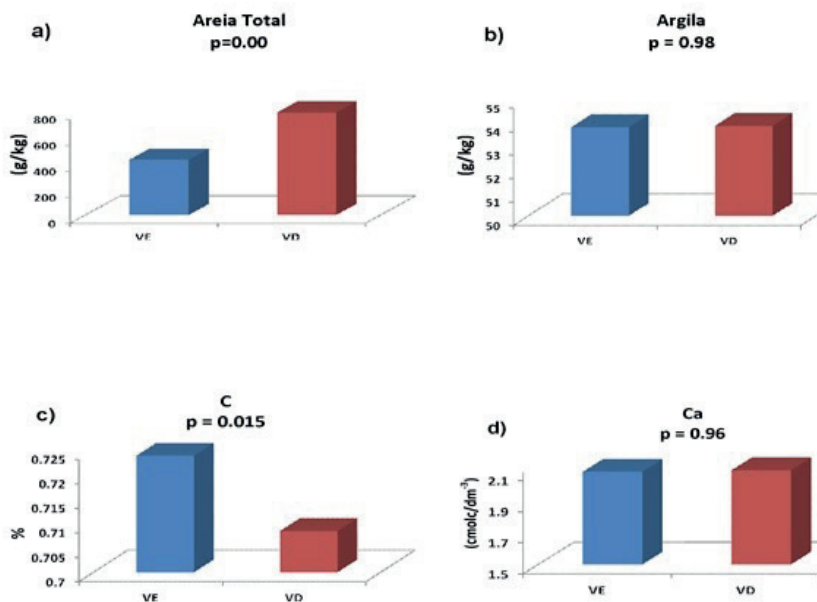 a)
Areia Total
p=0.00
(g/kg)
800
600
400
200
0
VE
VD
b)
Argila
p = 0.98
(g/kg)
55
54
53
52
51
50
VE
VD
c)
C
p = 0.015
%
0.725
0.72
0.715
0.71
0.705
0.7
VE
VD
d)
Ca
p = 0.96
(cmolc/dm⁻³)
2.1
1.9
1.7
1.5
VE
VD